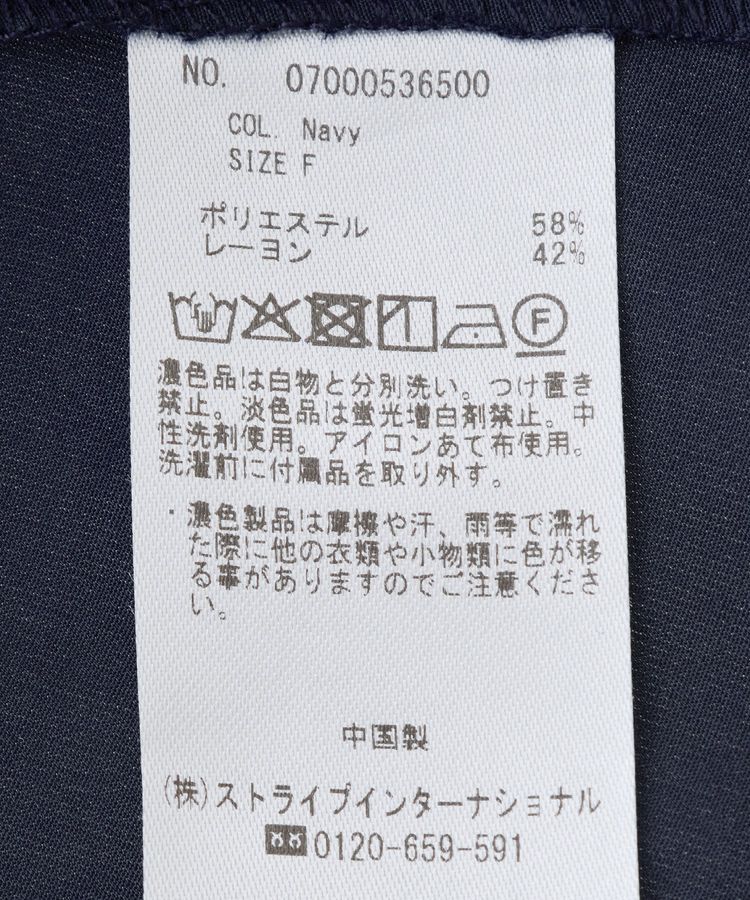 NO. 07000536500
COL. Navy
SIZE F
ポリエステル 58%
レーヨン 42%
F
濃色品は白物と分別洗い。つけ置き
禁止。淡色品は蛍光増白剤禁止。中
性洗剤使用。アイロンあて布使用。
洗濯前に付属品を取り外す。
・濃色製品は摩擦や汗、雨等で濡れ
た際に他の衣類や小物類に色が移
る事がありますのでご注意くださ
い。
中国製
(株)ストライプインターナショナル
0120-659-591